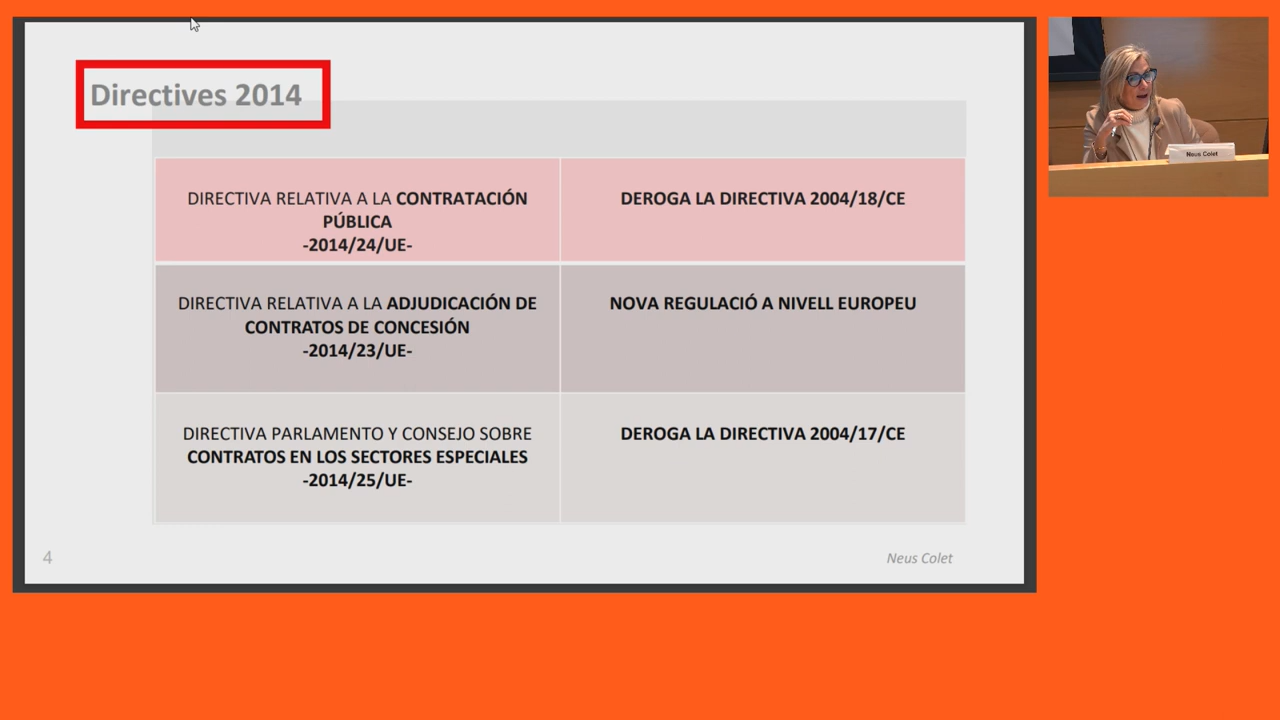 Directives 2014
DIRECTIVA RELATIVA A LA CONTRATACIÓN
PÚBLICA
-2014/24/UE-
DEROGA LA DIRECTIVA 2004/18/CE
DIRECTIVA RELATIVA A LA ADJUDICACIÓN DE
CONTRATOS DE CONCESIÓN
-2014/23/UE-
NOVA REGULACIÓ A NIVELL EUROPEU
DIRECTIVA PARLAMENTO Y CONSEJO SOBRE
CONTRATOS EN LOS SECTORES ESPECIALES
-2014/25/UE-
DEROGA LA DIRECTIVA 2004/17/CE
4
Neus Colet
Neus Colet